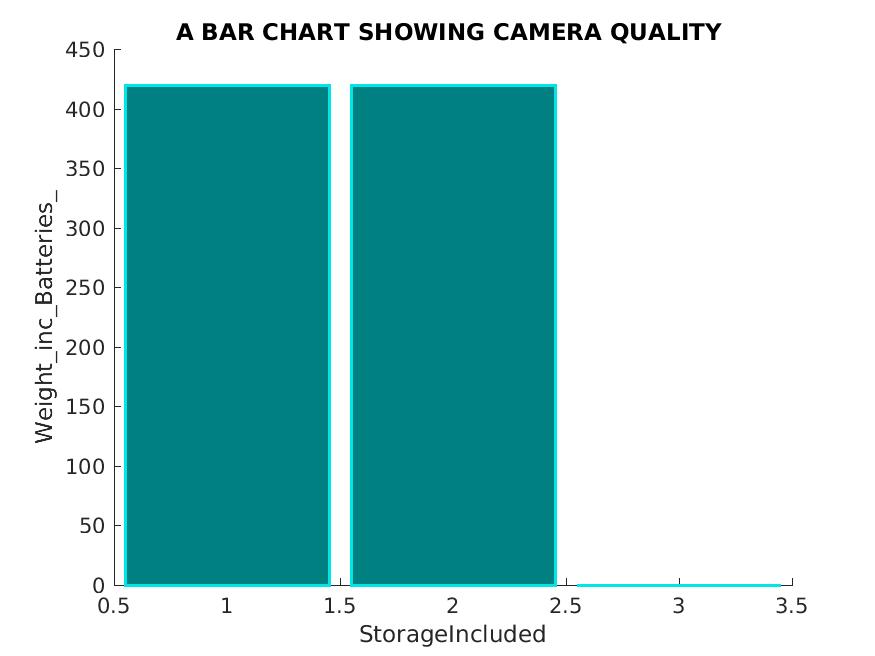 A BAR CHART SHOWING CAMERA QUALITY
450
400
350
300
250
200
150
100
50
0
Weight_inc_Batteries_
0.5 1 1.5 2 2.5 3 3.5
StorageIncluded